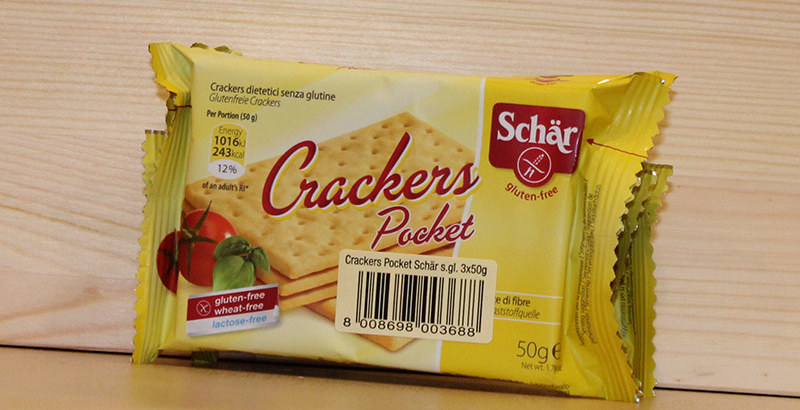 Crackers dietetici senza glutine
Glutenfreie Crackers
Per Portion (50 g)
Energy
1016kJ
243kcal
12%
of an adult's RI*
Schär
gluten-free
Crackers
Pocket
gluten-free
wheat-free
lactose-free
Crackers Pocket Schär s.gl. 3x50g
8 008698 003688
di fibre
50g e
Net wt.